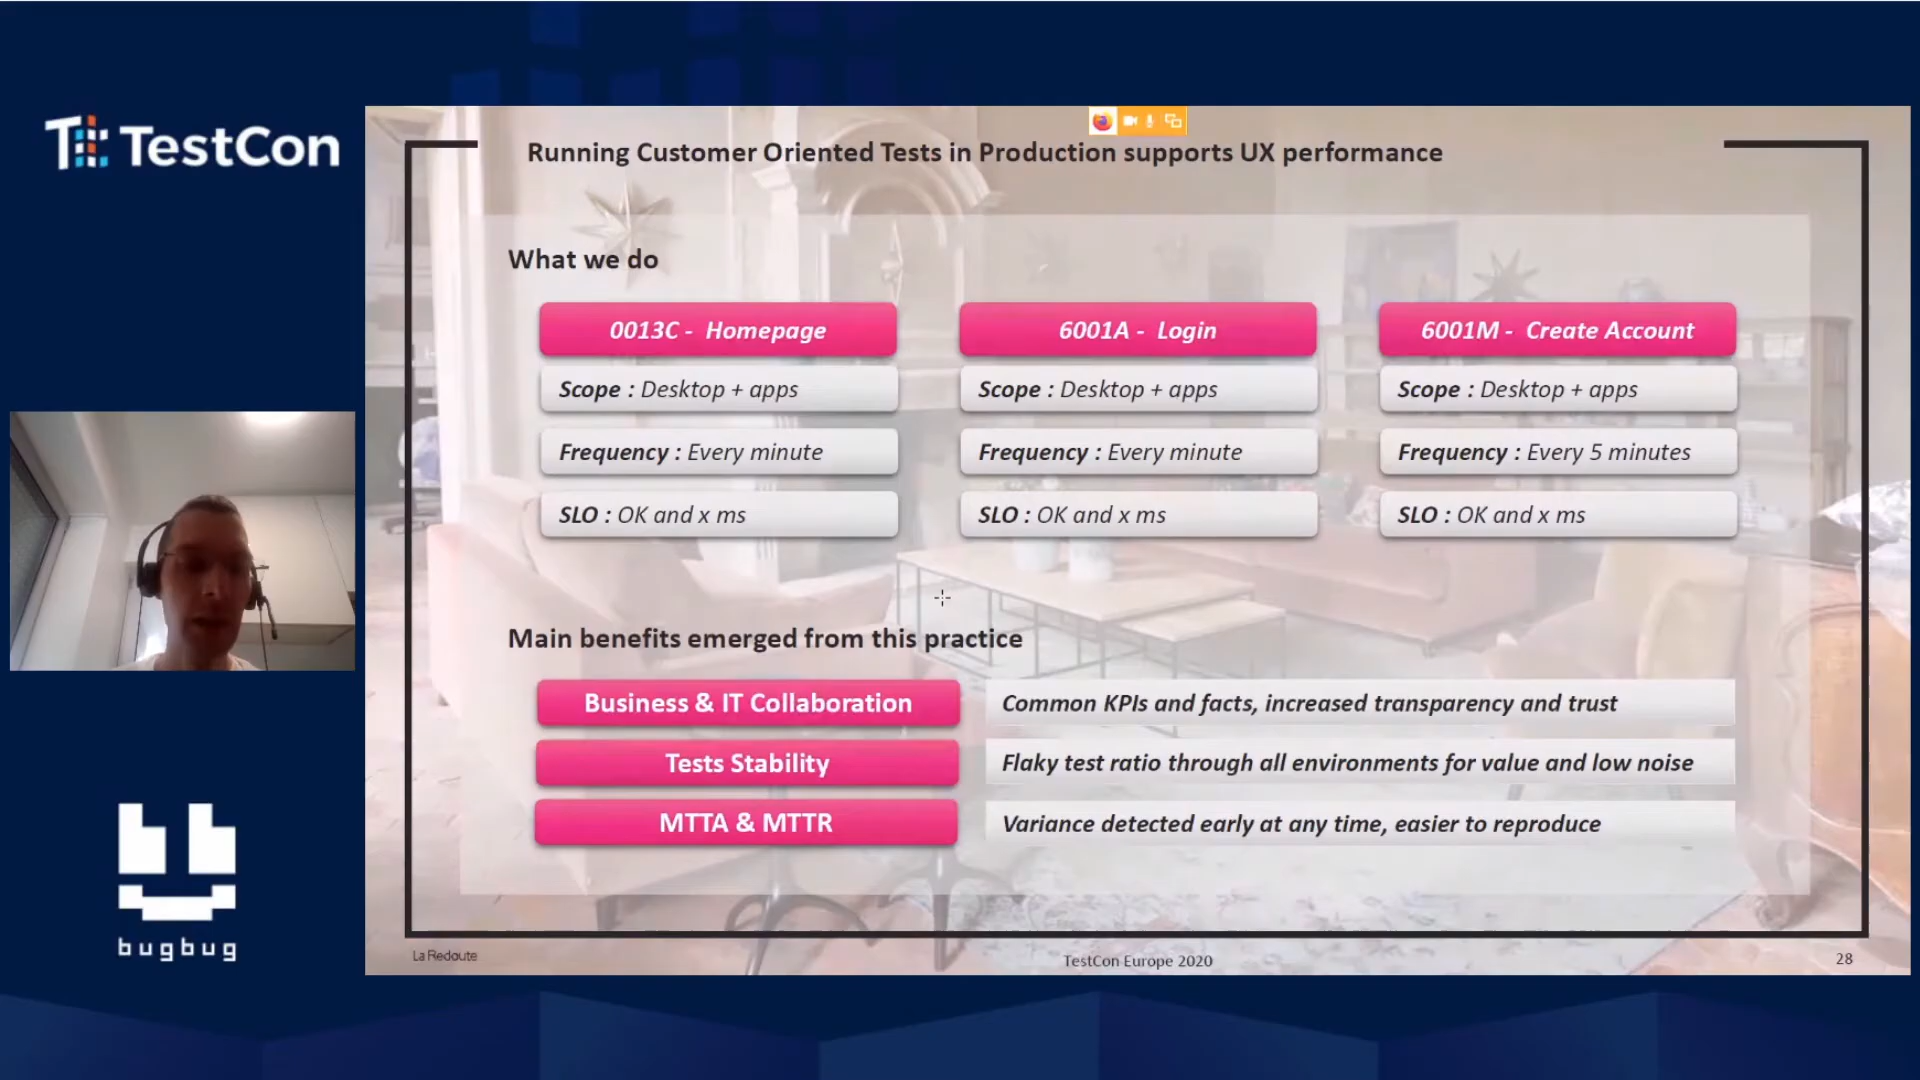 TestCon
Running Customer Oriented Tests in Production supports UX performance
What we do
0013C - Homepage
Scope : Desktop + apps
Frequency : Every minute
SLO : OK and x ms
6001A - Login
Scope : Desktop + apps
Frequency : Every minute
SLO : OK and x ms
6001M - Create Account
Scope : Desktop + apps
Frequency : Every 5 minutes
SLO : OK and x ms
Main benefits emerged from this practice
Business & IT Collaboration
Common KPIs and facts, increased transparency and trust
Tests Stability
Flaky test ratio through all environments for value and low noise
MTTA & MTTR
Variance detected early at any time, easier to reproduce
La Redoute
TestCon Europe 2020
28
bugbug